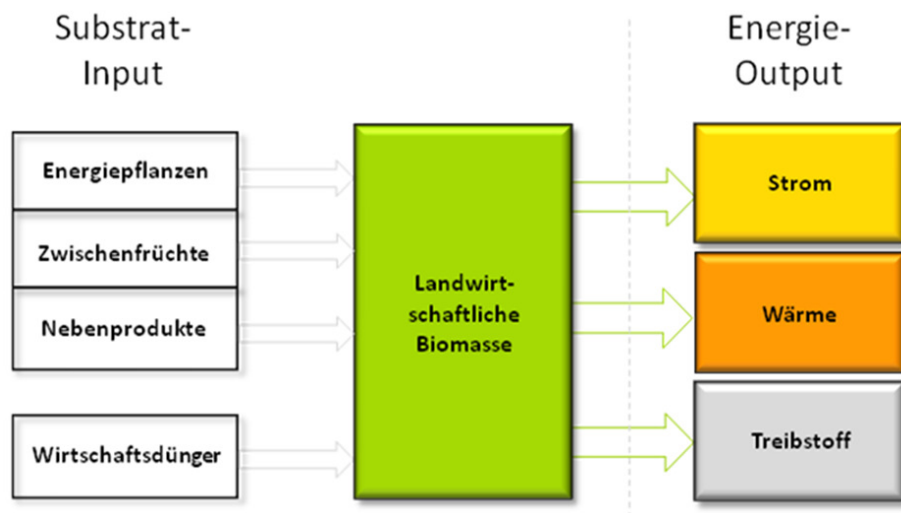 Substrat-
Input
Energie-
Output
Energiepflanzen
Zwischenfrüchte
Nebenprodukte
Wirtschaftsdünger
Landwirt-
schaftliche
Biomasse
Strom
Wärme
Treibstoff